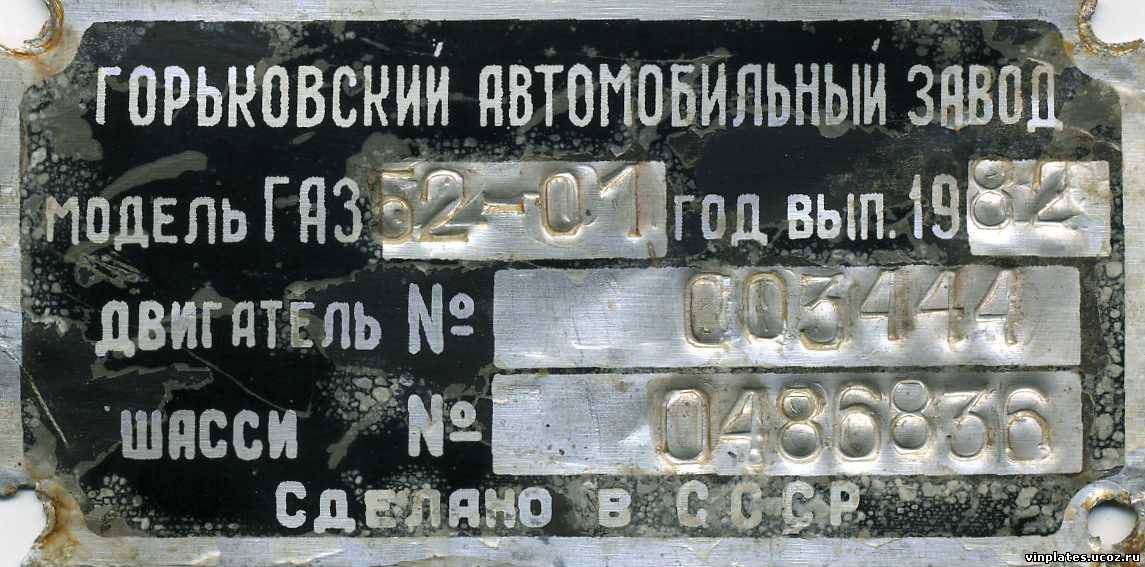 ГОРЬКОВСКИЙ АВТОМОБИЛЬНЫЙ ЗАВОД
МОДЕЛЬ ГАЗ 52-01 ГОД ВЫП. 1982
ДВИГАТЕЛЬ № 003444
ШАССИ № 0486836
СДЕЛАНО В СССР
vinplates.ucoz.ru